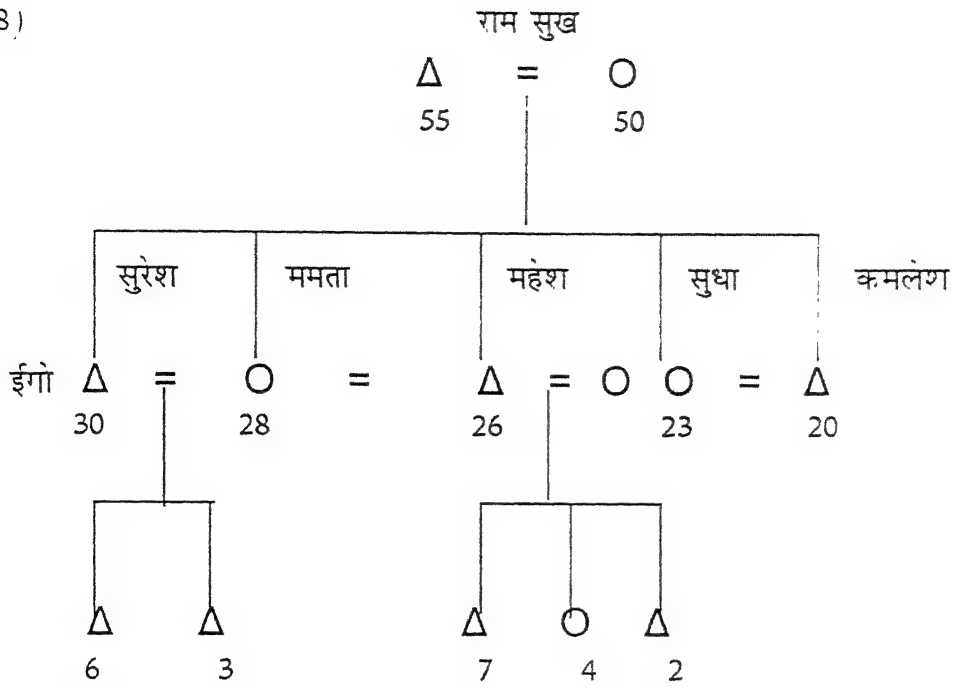 8)
राम सुख
Δ = O
55 50
सुरेश ममता महेश सुधा कमलेश
ईगो Δ = O = Δ = O O = Δ
30 28 26 23 20
Δ Δ Δ O Δ
6 3 7 4 2